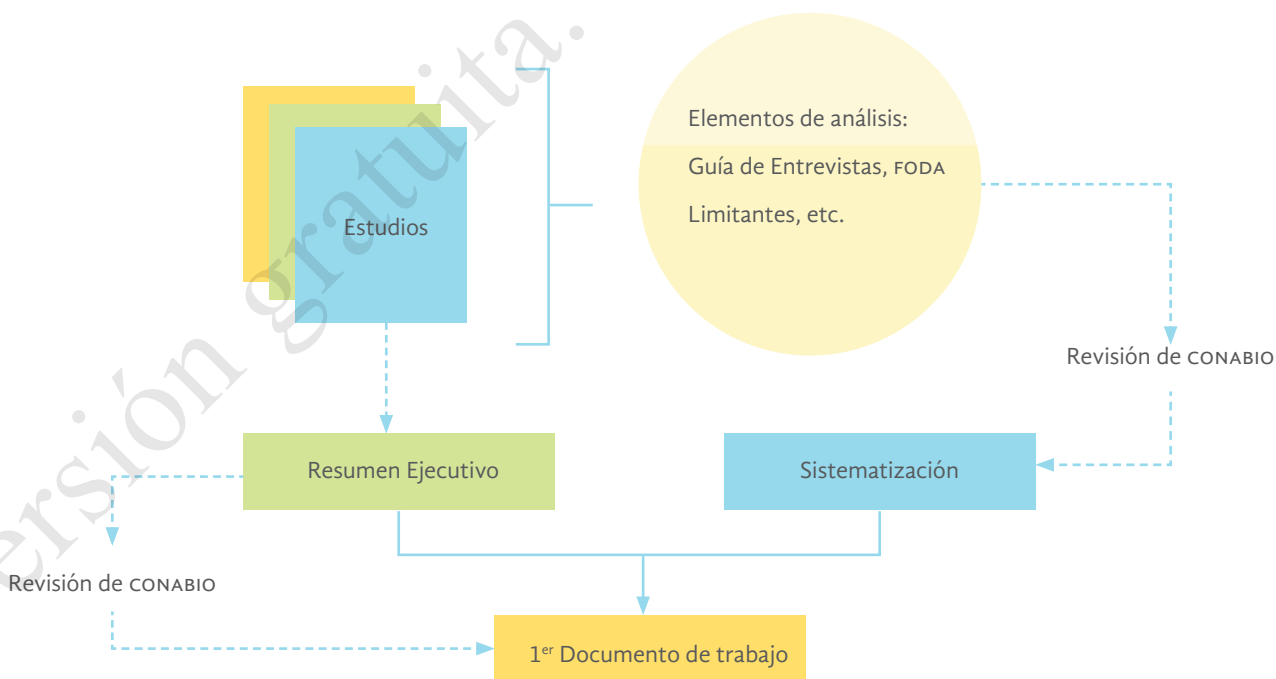 Elementos de análisis:
Guía de Entrevistas, FODA
Limitantes, etc.
Estudios
Revisión de CONABIO
Resumen Ejecutivo
Sistematización
Revisión de CONABIO
1er Documento de trabajo
ersión gratuita.